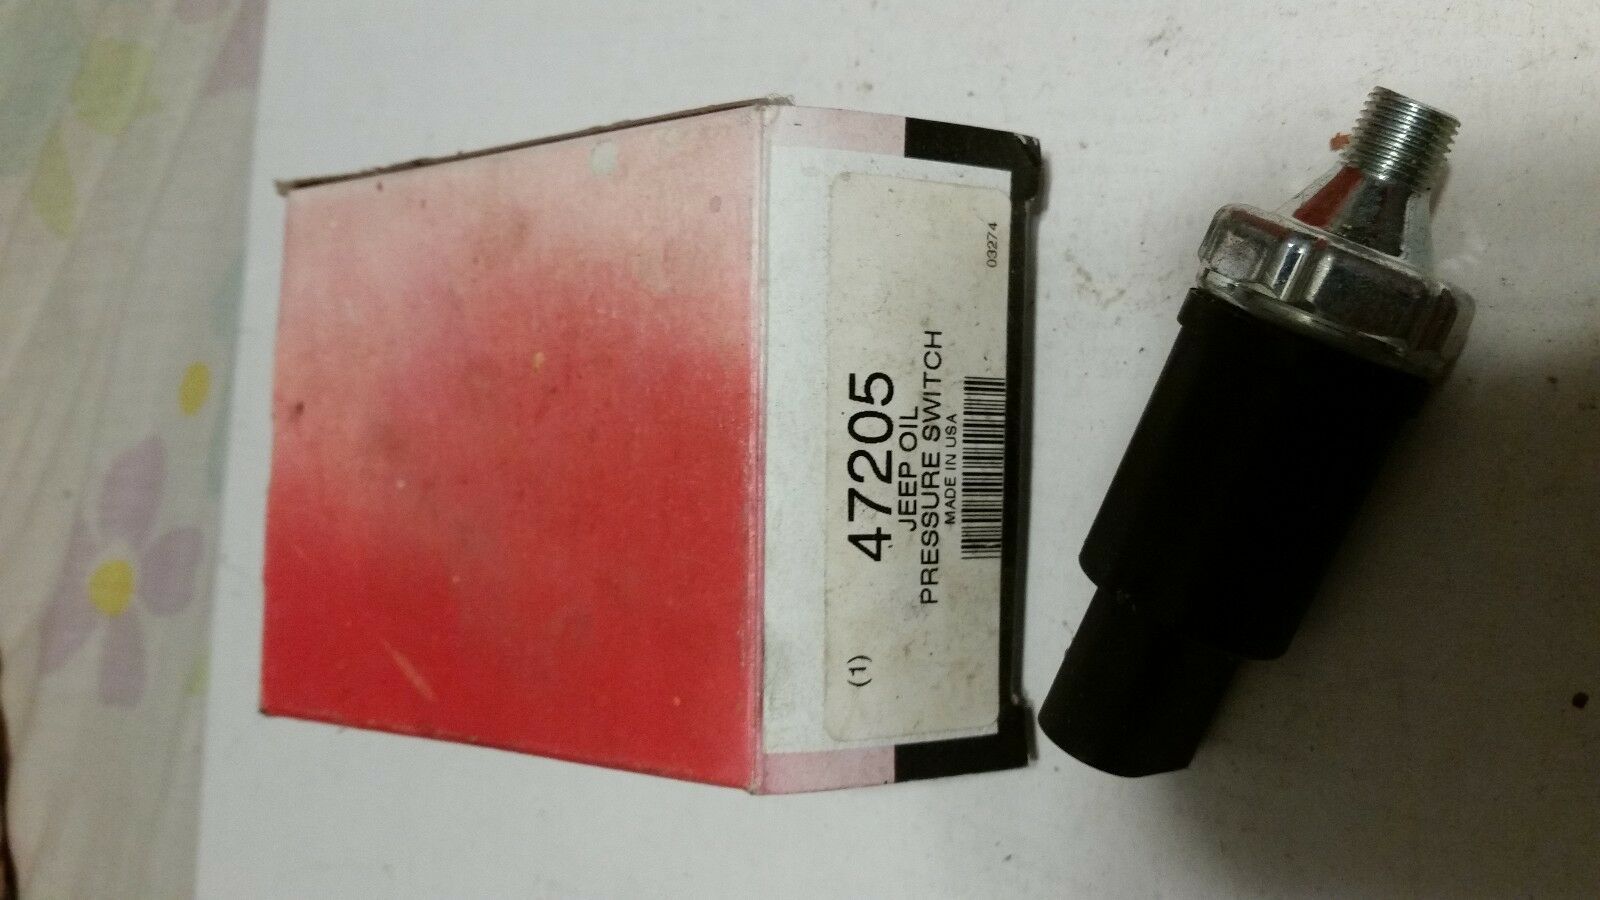 (1) 47205
JEEP OIL
PRESSURE SWITCH
MADE IN USA
03274